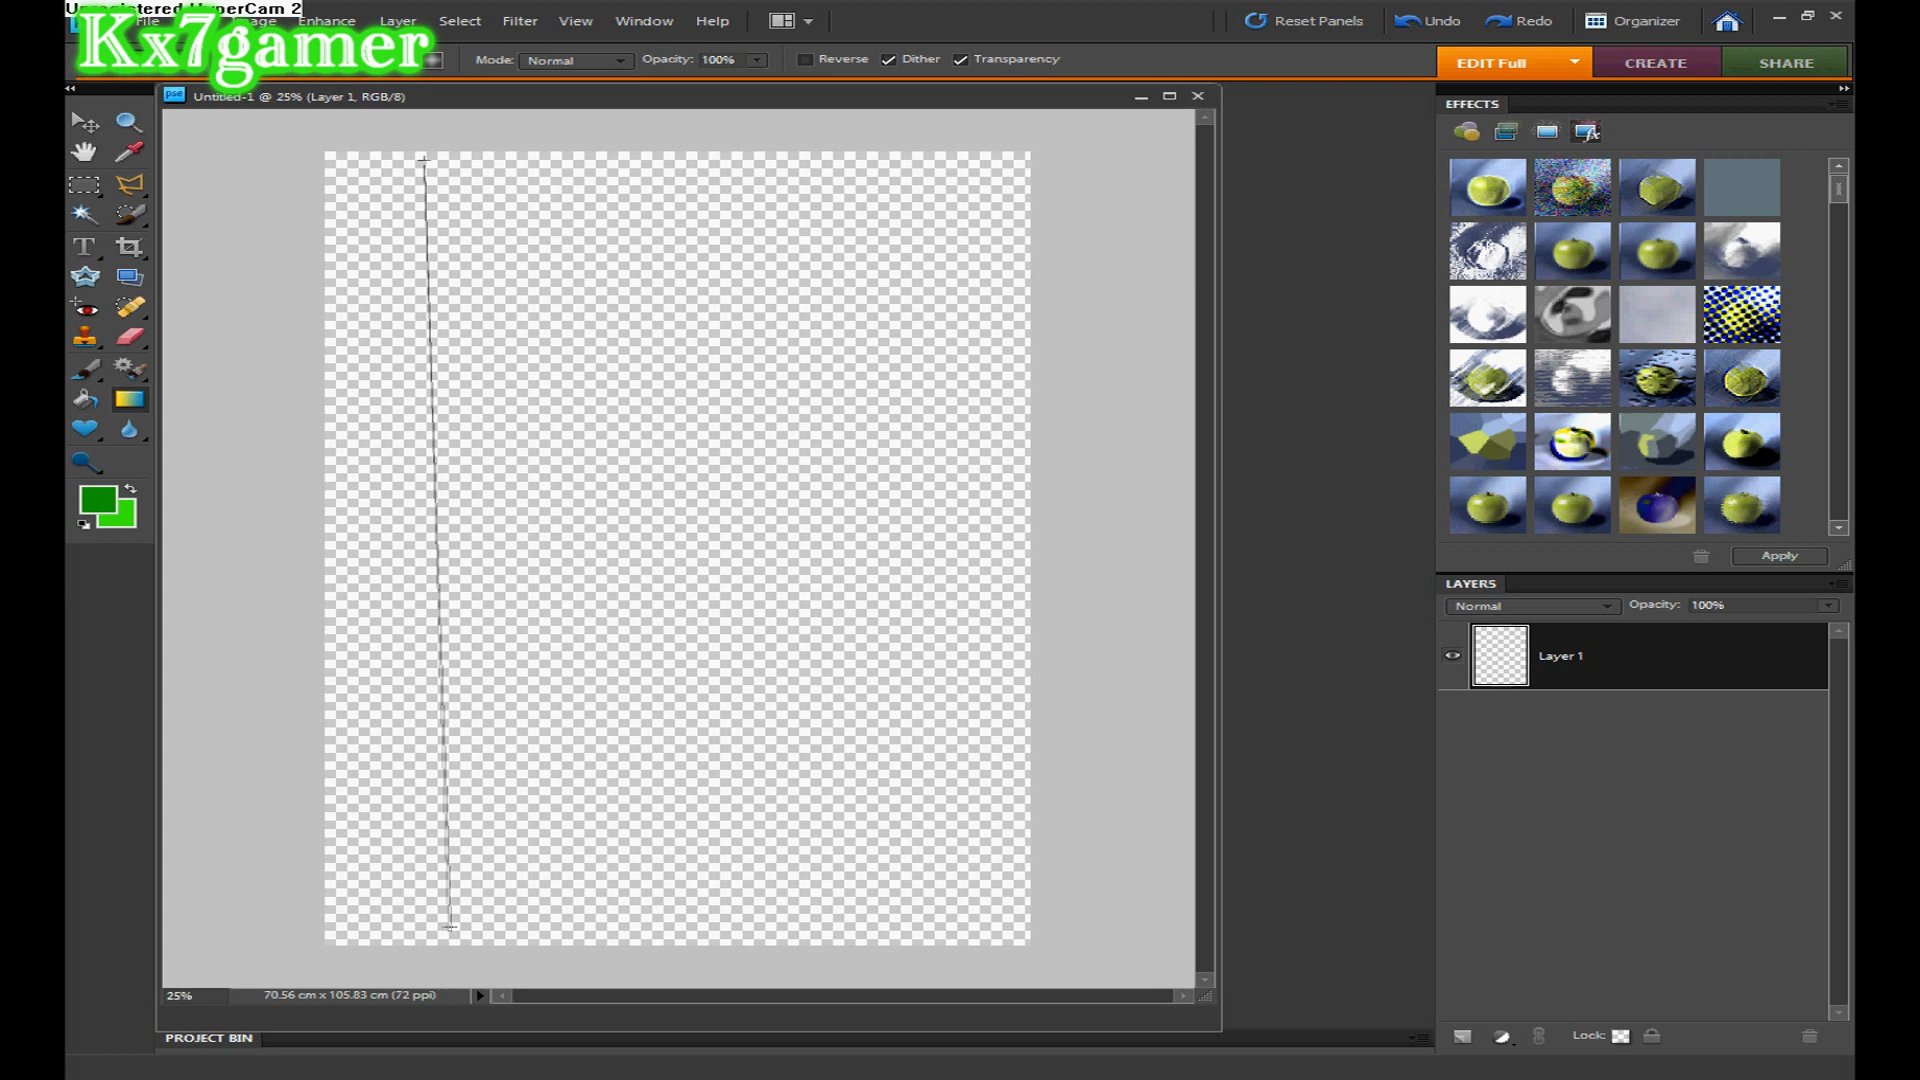 Unregistered HyperCam 2
Kx7gamer
File Image Enhance Layer Select Filter View Window Help
Reset Panels Undo Redo Organizer
Mode: Normal Opacity: 100% Reverse Dither Transparency
EDIT Full CREATE SHARE
pse Untitled-1 @ 25% (Layer 1, RGB/8)
EFFECTS
Apply
LAYERS
Normal Opacity: 100%
Layer 1
25% 70.56 cm x 105.83 cm (72 ppi)
Lock:
PROJECT BIN